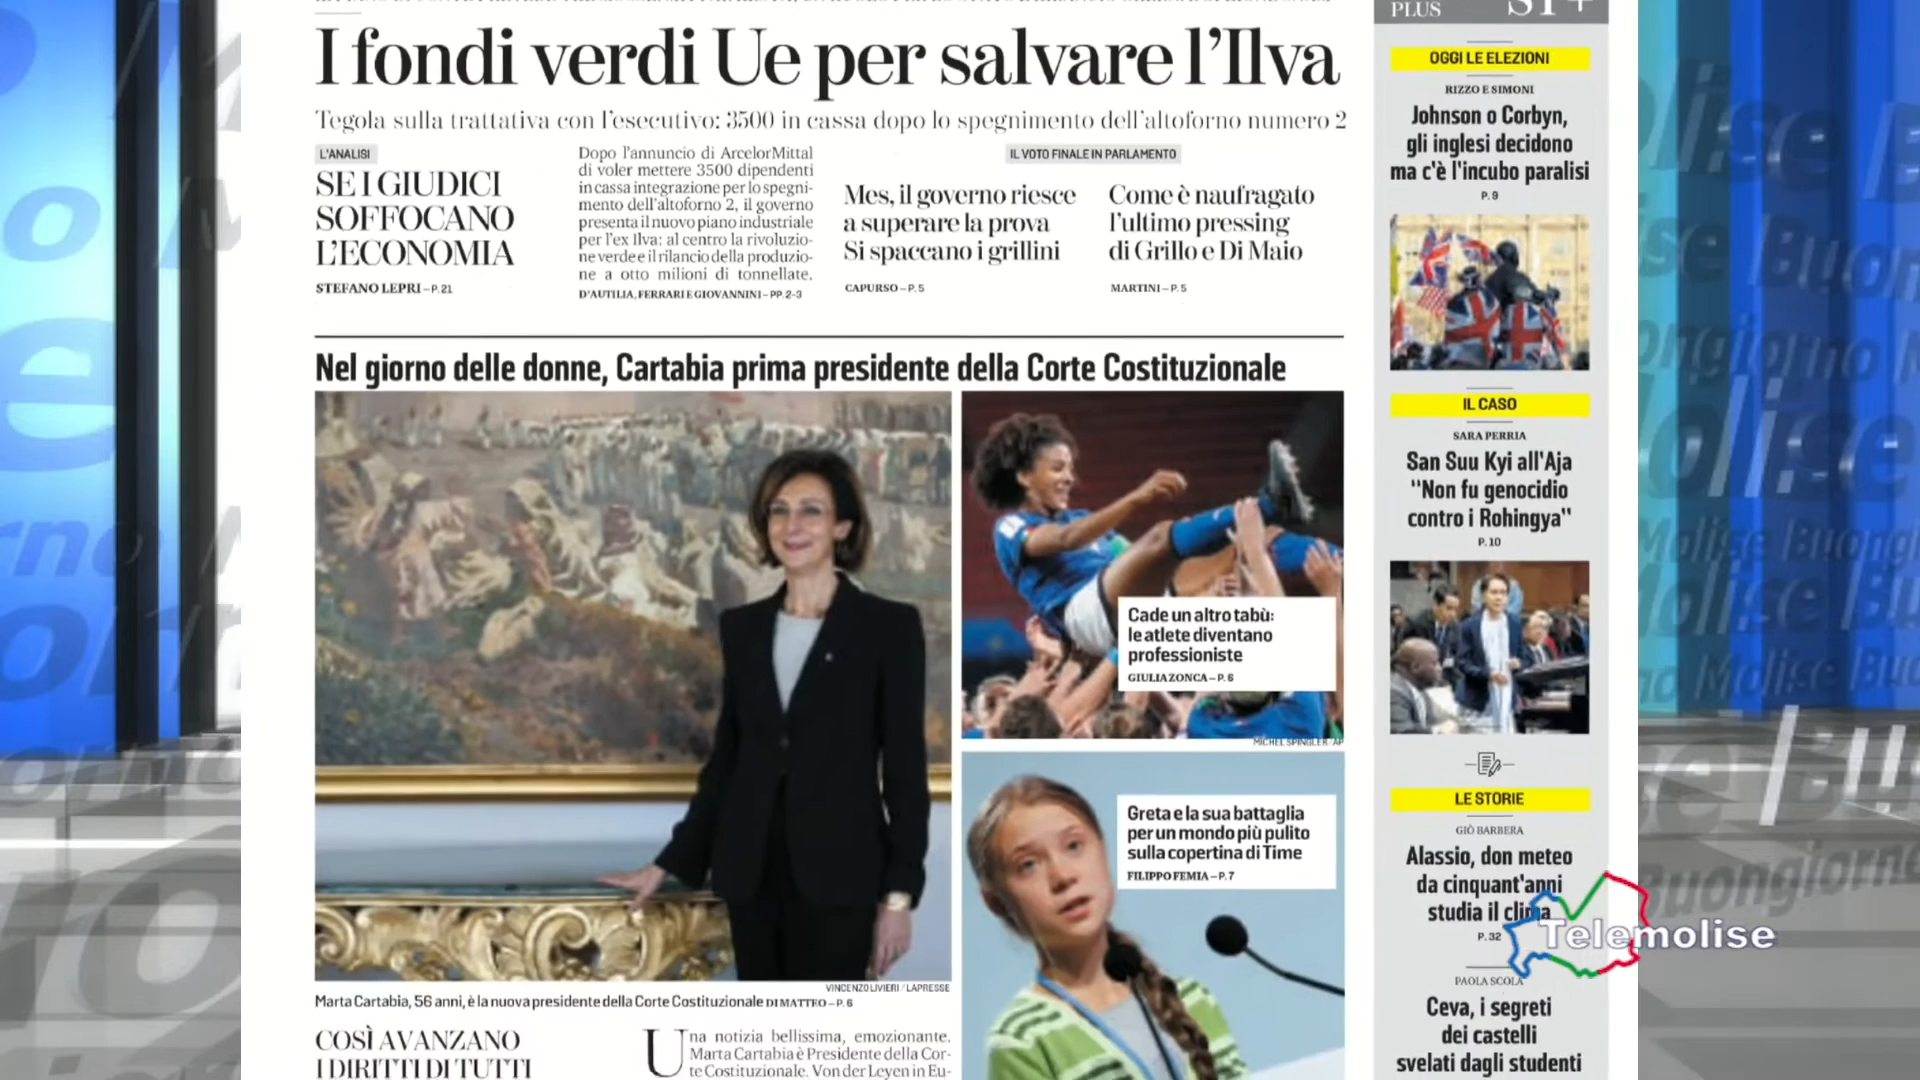 I fondi verdi Ue per salvare l'Ilva
Tegola sulla trattativa con l'esecutivo: 3500 in cassa dopo lo spegnimento dell'altoforno numero 2
L'ANALISI
SE I GIUDICI
SOFFOCANO
L'ECONOMIA
STEFANO LEPRI – P. 21
Dopo l'annuncio di ArcelorMittal
di voler mettere 3500 dipendenti
in cassa integrazione per lo spegni-
mento dell'altoforno 2, il governo
presenta il nuovo piano industriale
per l'ex Ilva: al centro la rivoluzio-
ne verde e il rilancio della produzio-
ne a otto milioni di tonnellate.
D'AUTILIA, FERRARI E GIOVANNINI – PP. 2-3
IL VOTO FINALE IN PARLAMENTO
Mes, il governo riesce
a superare la prova
Si spaccano i grillini
CAPURSO – P. 5
Come è naufragato
l'ultimo pressing
di Grillo e Di Maio
MARTINI – P. 5
Nel giorno delle donne, Cartabia prima presidente della Corte Costituzionale
Cade un altro tabù:
le atlete diventano
professioniste
GIULIA ZONCA – P. 6
MICHEL SPINGLER / AP
Greta e la sua battaglia
per un mondo più pulito
sulla copertina di Time
FILIPPO FEMIA – P. 7
VINCENZO LIVIERI / LAPRESSE
Marta Cartabia, 56 anni, è la nuova presidente della Corte Costituzionale DI MATTEO – P. 6
COSÌ AVANZANO
I DIRITTI DI TUTTI
Una notizia bellissima, emozionante.
Marta Cartabia è Presidente della Cor-
te Costituzionale. Von der Leyen in Eu-
PLUS ST+
OGGI LE ELEZIONI
RIZZO E SIMONI
Johnson o Corbyn,
gli inglesi decidono
ma c'è l'incubo paralisi
P. 9
IL CASO
SARA PERRIA
San Suu Kyi all'Aja
"Non fu genocidio
contro i Rohingya"
P. 10
LE STORIE
GIÒ BARBERA
Alassio, don meteo
da cinquant'anni
studia il clima
P. 32
Telemolise
PAOLA SCOLA
Ceva, i segreti
dei castelli
svelati dagli studenti